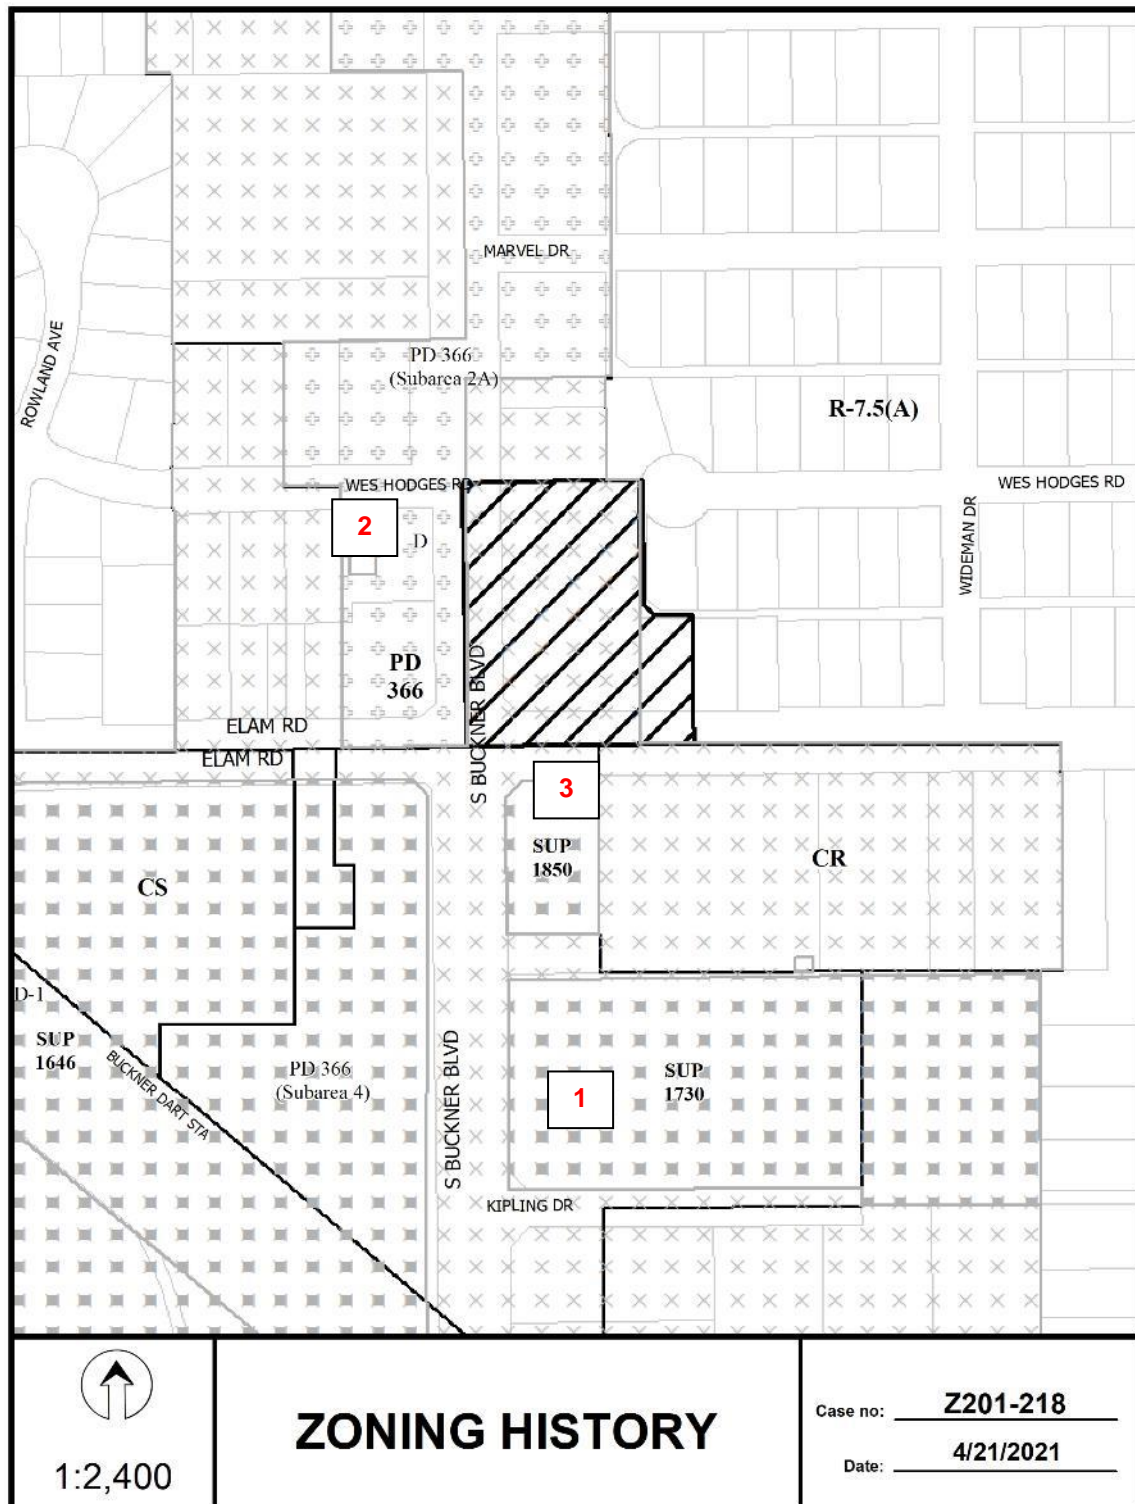 MARVEL DR
ROWLAND AVE
PD 366
(Subarea 2A)
R-7.5(A)
WES HODGES RD
WES HODGES RD
2
D
WIDEMAN DR
PD
366
S BUCKNER BLVD
ELAM RD
ELAM RD
3
SUP
1850
CR
CS
D-1
SUP
1646
BUCKNER DART STA
PD 366
(Subarea 4)
S BUCKNER BLVD
SUP
1730
1
KIPLING DR
1:2,400
ZONING HISTORY
Case no: Z201-218
Date: 4/21/2021